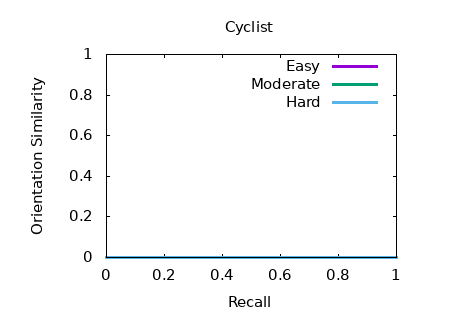 Cyclist
1
0.8
0.6
0.4
0.2
0
Orientation Similarity
Easy
Moderate
Hard
0 0.2 0.4 0.6 0.8 1
Recall